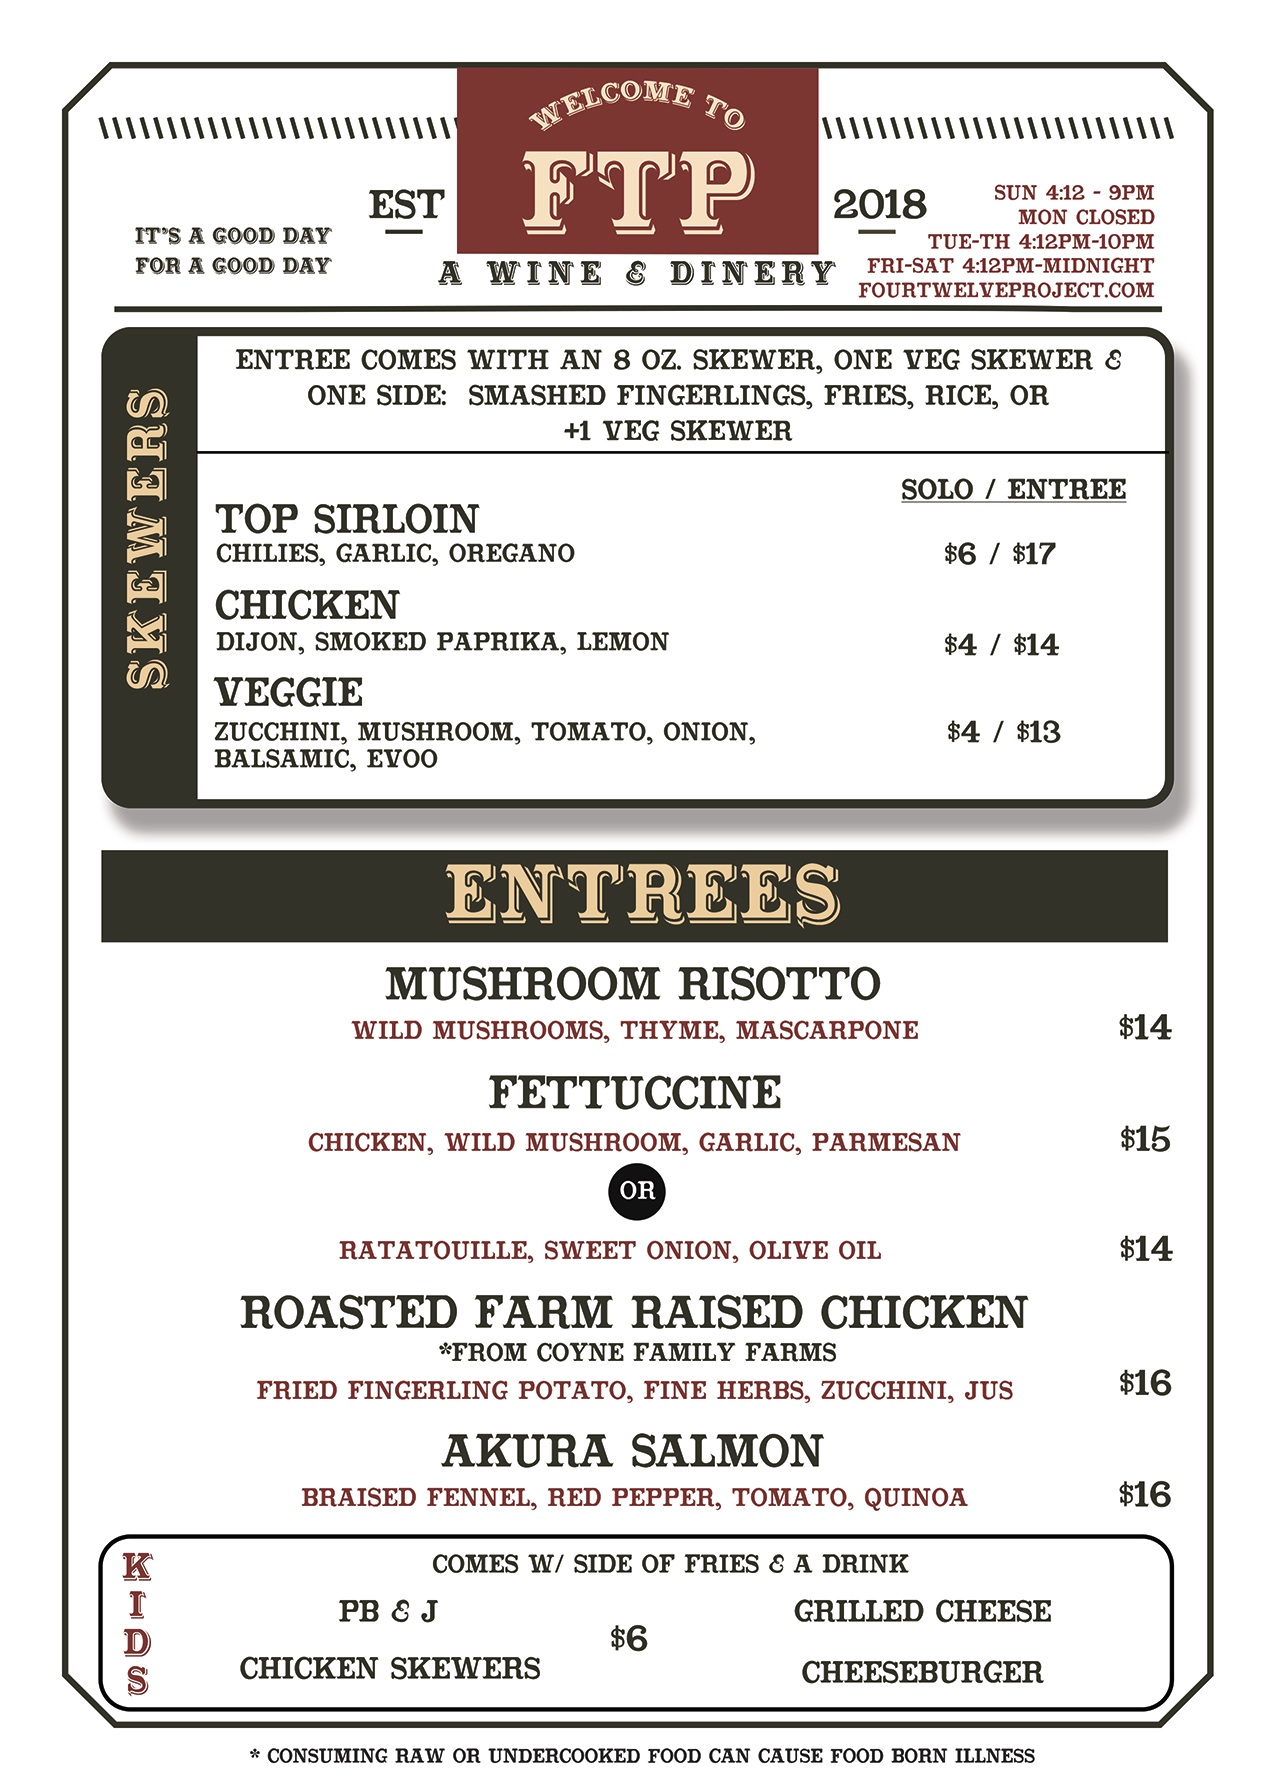 WELCOME TO
FTP
EST
2018
A WINE & DINERY
IT'S A GOOD DAY
FOR A GOOD DAY
SUN 4:12 - 9PM
MON CLOSED
TUE-TH 4:12PM-10PM
FRI-SAT 4:12PM-MIDNIGHT
FOURTWELVEPROJECT.COM
SKEWERS
ENTREE COMES WITH AN 8 OZ. SKEWER, ONE VEG SKEWER &
ONE SIDE: SMASHED FINGERLINGS, FRIES, RICE, OR
+1 VEG SKEWER
SOLO / ENTREE
TOP SIRLOIN
CHILIES, GARLIC, OREGANO
$6 / $17
CHICKEN
DIJON, SMOKED PAPRIKA, LEMON
$4 / $14
VEGGIE
ZUCCHINI, MUSHROOM, TOMATO, ONION,
BALSAMIC, EVOO
$4 / $13
ENTREES
MUSHROOM RISOTTO
WILD MUSHROOMS, THYME, MASCARPONE
$14
FETTUCCINE
CHICKEN, WILD MUSHROOM, GARLIC, PARMESAN
$15
OR
RATATOUILLE, SWEET ONION, OLIVE OIL
$14
ROASTED FARM RAISED CHICKEN
*FROM COYNE FAMILY FARMS
FRIED FINGERLING POTATO, FINE HERBS, ZUCCHINI, JUS
$16
AKURA SALMON
BRAISED FENNEL, RED PEPPER, TOMATO, QUINOA
$16
KIDS
COMES W/ SIDE OF FRIES & A DRINK
PB & J
GRILLED CHEESE
$6
CHICKEN SKEWERS
CHEESEBURGER
* CONSUMING RAW OR UNDERCOOKED FOOD CAN CAUSE FOOD BORN ILLNESS